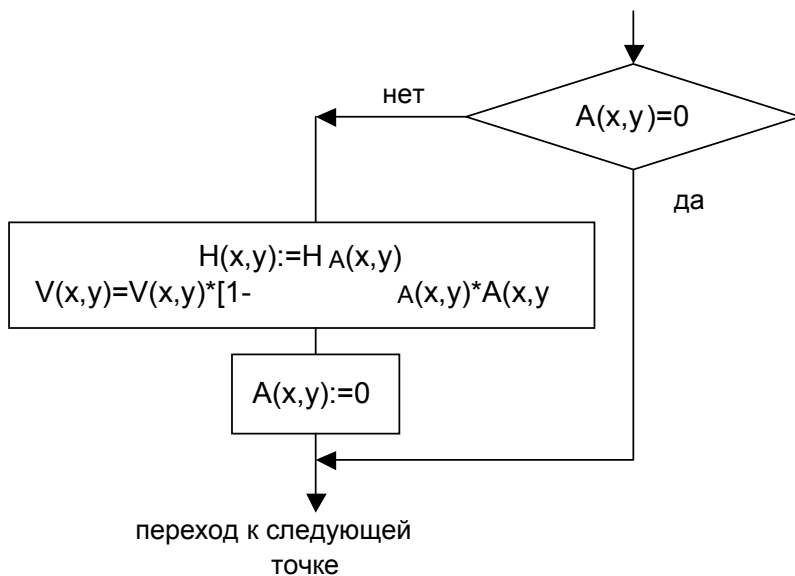 A(x,y)=0
нет
да
H(x,y):=H A(x,y)
V(x,y)=V(x,y)*[1- A(x,y)*A(x,y
A(x,y):=0
переход к следующей
точке